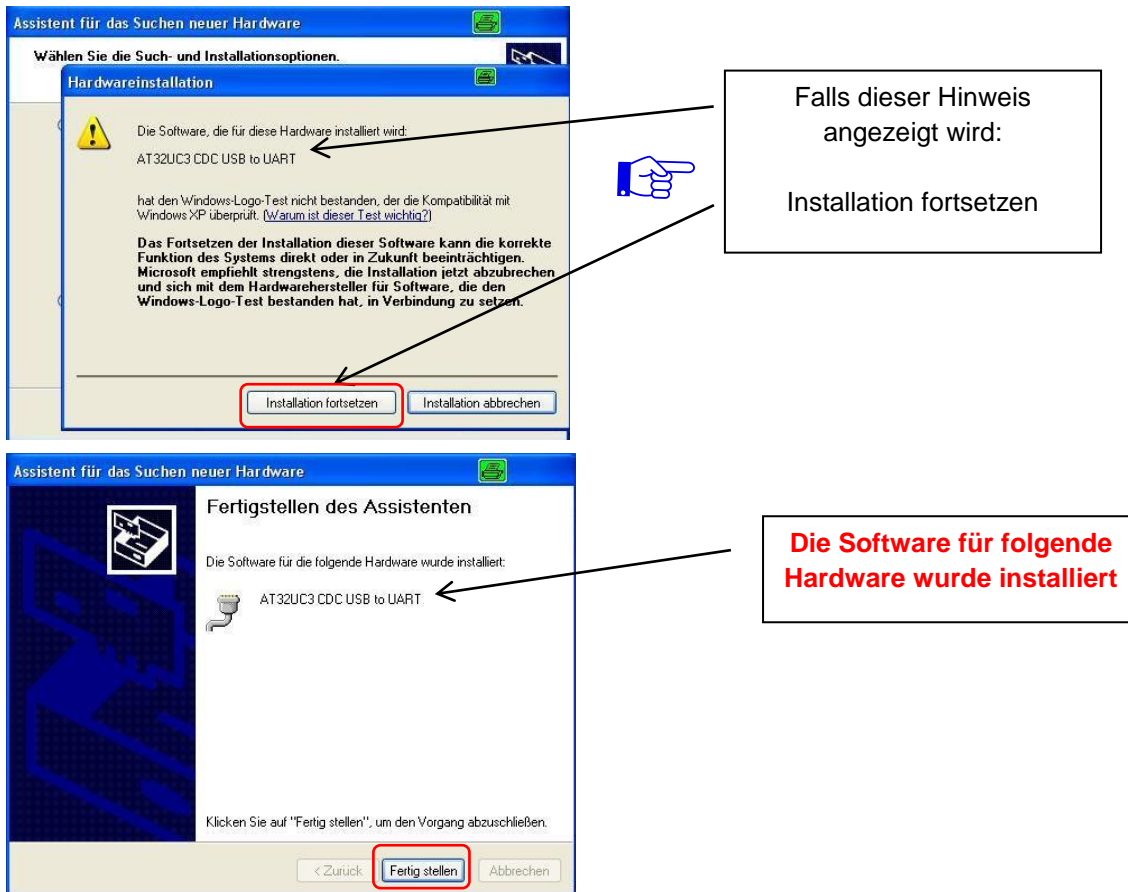 Assistent für das Suchen neuer Hardware
Wählen Sie die Such- und Installationsoptionen.
Hardwareinstallation
Die Software, die für diese Hardware installiert wird:
AT32UC3 CDC USB to UART
hat den Windows-Logo-Test nicht bestanden, der die Kompatibilität mit
Windows XP überprüft. (Warum ist dieser Test wichtig?)
Das Fortsetzen der Installation dieser Software kann die korrekte
Funktion des Systems direkt oder in Zukunft beeinträchtigen.
Microsoft empfiehlt strengstens, die Installation jetzt abzubrechen
und sich mit dem Hardwarehersteller für Software, die den
Windows-Logo-Test bestanden hat, in Verbindung zu setzen.
Installation fortsetzen
Installation abbrechen
Falls dieser Hinweis
angezeigt wird:
Installation fortsetzen
Assistent für das Suchen neuer Hardware
Fertigstellen des Assistenten
Die Software für die folgende Hardware wurde installiert:
AT32UC3 CDC USB to UART
Klicken Sie auf "Fertig stellen", um den Vorgang abzuschließen.
< Zurück
Fertig stellen
Abbrechen
Die Software für folgende
Hardware wurde installiert